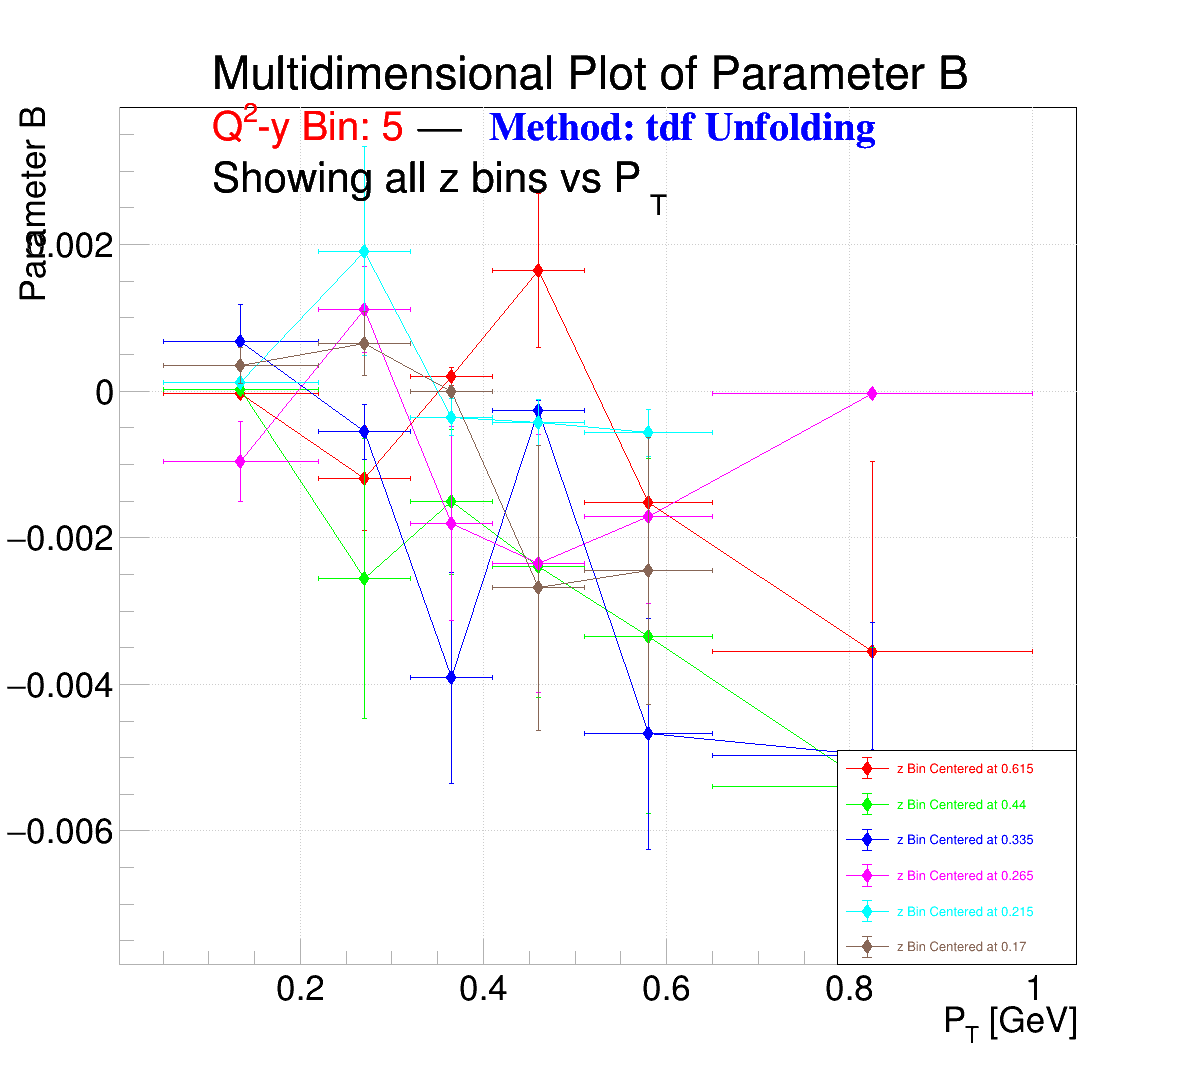 Multidimensional Plot of Parameter B
Q²-y Bin: 5 — Method: tdf Unfolding
Showing all z bins vs P_T
Parameter B
0.002
0
−0.002
−0.004
−0.006
z Bin Centered at 0.615
z Bin Centered at 0.44
z Bin Centered at 0.335
z Bin Centered at 0.265
z Bin Centered at 0.215
z Bin Centered at 0.17
0.2 0.4 0.6 0.8 1
P_T [GeV]